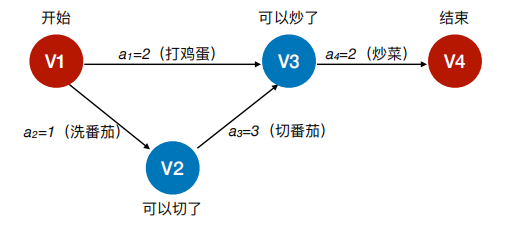 开始
可以炒了
结束
V1
a₁=2（打鸡蛋）
V3
a₄=2（炒菜）
V4
a₂=1（洗番茄）
a₃=3（切番茄）
V2
可以切了